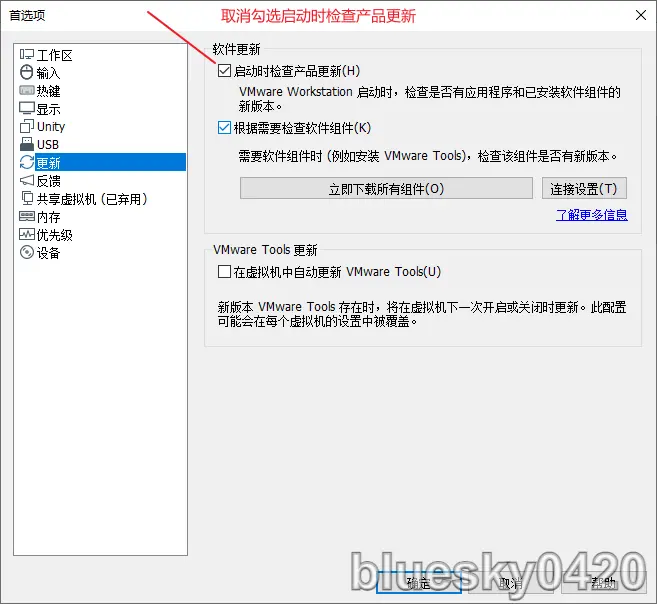 首选项
取消勾选启动时检查产品更新
工作区
输入
热键
显示
Unity
USB
更新
反馈
共享虚拟机 (已弃用)
内存
优先级
设备
软件更新
启动时检查产品更新(H)
VMware Workstation 启动时，检查是否有应用程序和已安装软件组件的
新版本。
根据需要检查软件组件(K)
需要软件组件时 (例如安装 VMware Tools)，检查该组件是否有新版本。
立即下载所有组件(O)
连接设置(T)
了解更多信息
VMware Tools 更新
在虚拟机中自动更新 VMware Tools(U)
新版本 VMware Tools 存在时，将在虚拟机下一次开启或关闭时更新。此配置
可能会在每个虚拟机的设置中被覆盖。
确定
取消
帮助
bluesky0420